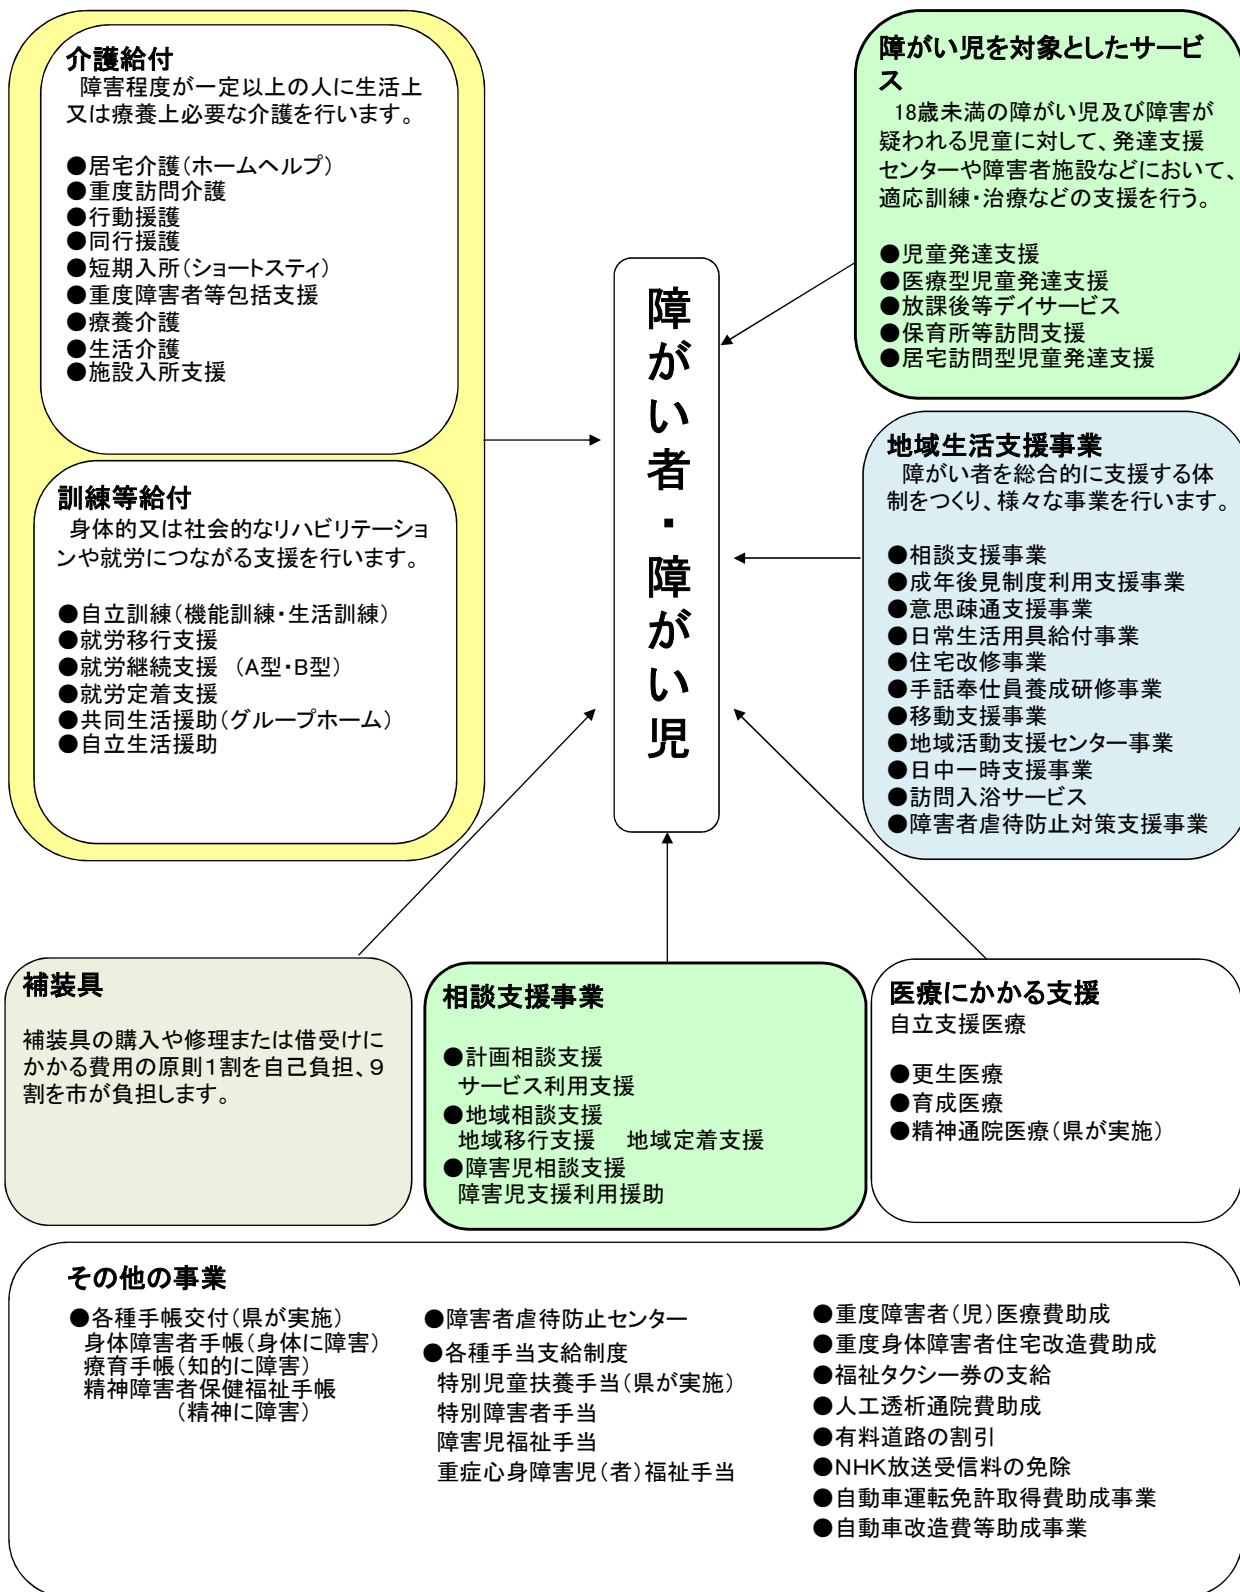 介護給付
障害程度が一定以上の人に生活上
又は療養上必要な介護を行います。
●居宅介護(ホームヘルプ)
●重度訪問介護
●行動援護
●同行援護
●短期入所(ショートスティ)
●重度障害者等包括支援
●療養介護
●生活介護
●施設入所支援
訓練等給付
身体的又は社会的なリハビリテーショ
ンや就労につながる支援を行います。
●自立訓練(機能訓練・生活訓練)
●就労移行支援
●就労継続支援 (A型・B型)
●就労定着支援
●共同生活援助(グループホーム)
●自立生活援助
障がい者・障がい児
障がい児を対象としたサービ
ス
18歳未満の障がい児及び障害が
疑われる児童に対して、発達支援
センターや障害者施設などにおいて、
適応訓練・治療などの支援を行う。
●児童発達支援
●医療型児童発達支援
●放課後等デイサービス
●保育所等訪問支援
●居宅訪問型児童発達支援
地域生活支援事業
障がい者を総合的に支援する体
制をつくり、様々な事業を行います。
●相談支援事業
●成年後見制度利用支援事業
●意思疎通支援事業
●日常生活用具給付事業
●住宅改修事業
●手話奉仕員養成研修事業
●移動支援事業
●地域活動支援センター事業
●日中一時支援事業
●訪問入浴サービス
●障害者虐待防止対策支援事業
補装具
補装具の購入や修理または借受けに
かかる費用の原則1割を自己負担、9
割を市が負担します。
相談支援事業
●計画相談支援
サービス利用支援
●地域相談支援
地域移行支援 地域定着支援
●障害児相談支援
障害児支援利用援助
医療にかかる支援
自立支援医療
●更生医療
●育成医療
●精神通院医療(県が実施)
その他の事業
●各種手帳交付(県が実施)
身体障害者手帳(身体に障害)
療育手帳(知的に障害)
精神障害者保健福祉手帳
(精神に障害)
●障害者虐待防止センター
●各種手当支給制度
特別児童扶養手当(県が実施)
特別障害者手当
障害児福祉手当
重症心身障害児(者)福祉手当
●重度障害者(児)医療費助成
●重度身体障害者住宅改造費助成
●福祉タクシー券の支給
●人工透析通院費助成
●有料道路の割引
●NHK放送受信料の免除
●自動車運転免許取得費助成事業
●自動車改造費等助成事業